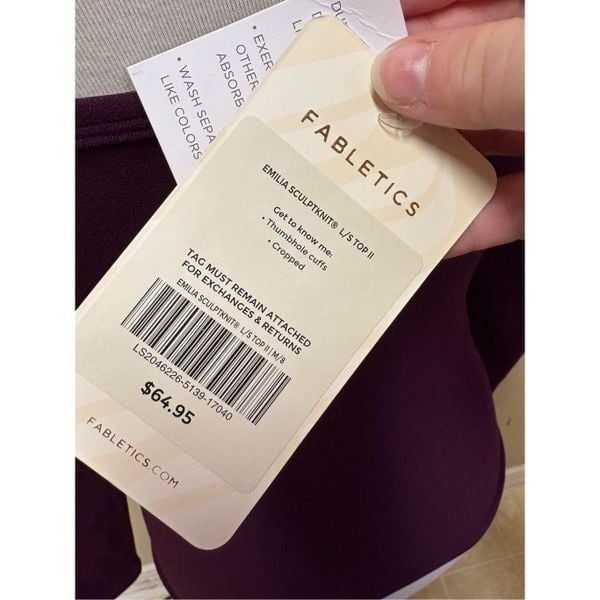 • EXER
OTHE
ABSORB
• WASH SEPA
LIKE COLORS
FABLETICS
EMILIA SCULPTKNIT® L/S TOP II
Get to know me:
• Thumbhole cuffs
• Cropped
TAG MUST REMAIN ATTACHED
FOR EXCHANGES & RETURNS
EMILIA SCULPTKNIT® L/S TOP II | M/8
LS2046226-5139-17040
$64.95
FABLETICS.COM